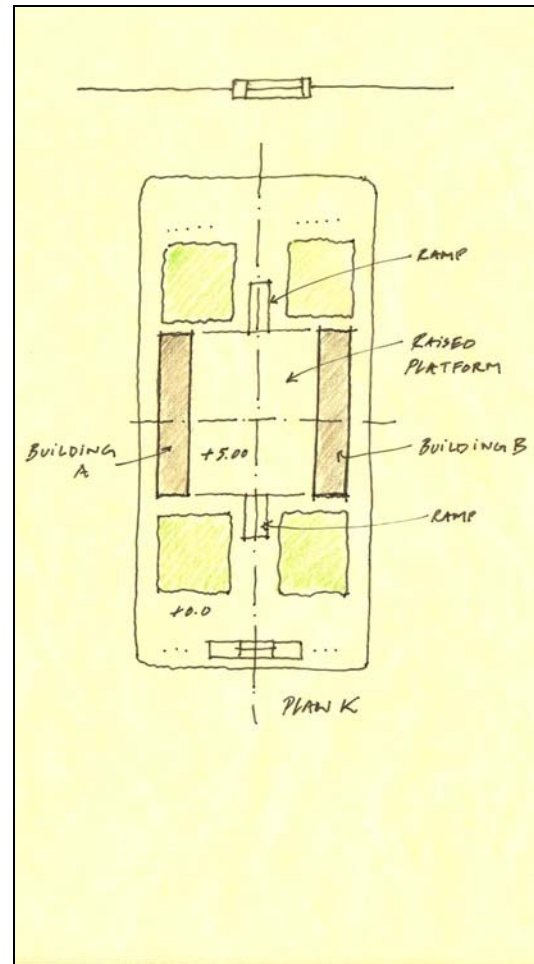 RAMP
RAISED
PLATFORM
BUILDING
A
+5.00
BUILDING B
RAMP
+0.0
PLAN K